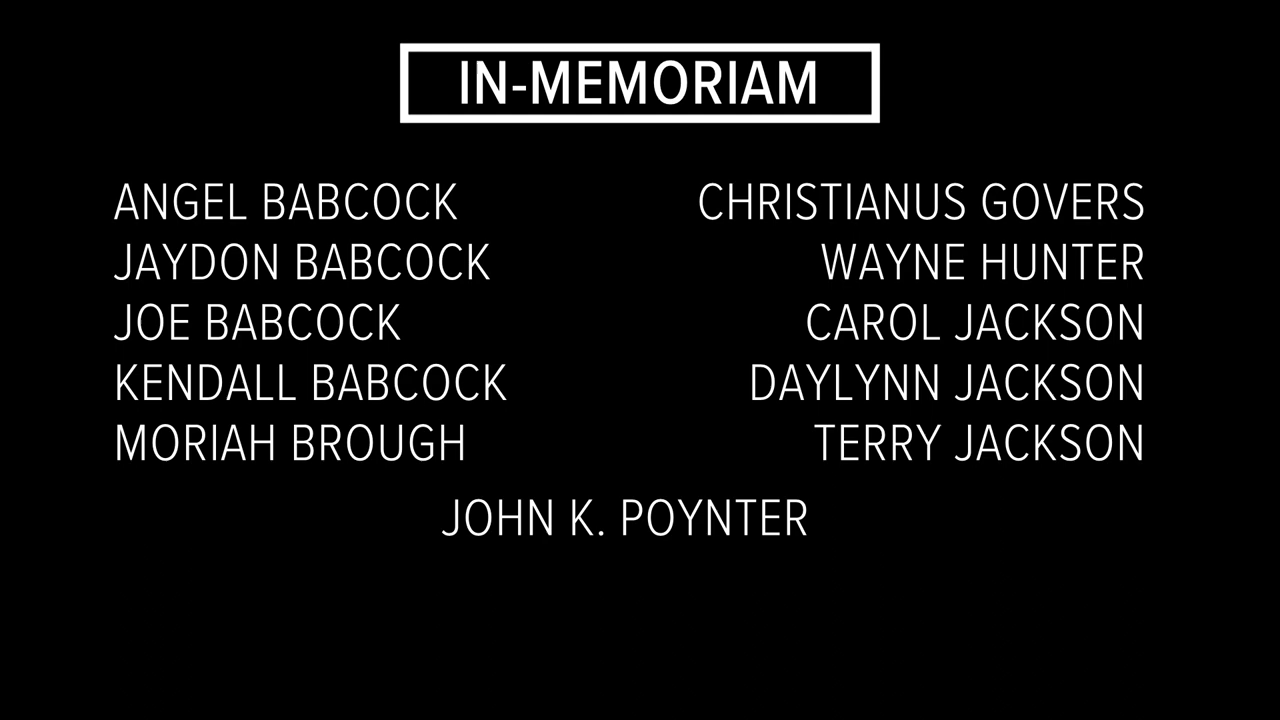 IN-MEMORIAM
ANGEL BABCOCK
JAYDON BABCOCK
JOE BABCOCK
KENDALL BABCOCK
MORIAH BROUGH
CHRISTIANUS GOVERS
WAYNE HUNTER
CAROL JACKSON
DAYLYNN JACKSON
TERRY JACKSON
JOHN K. POYNTER